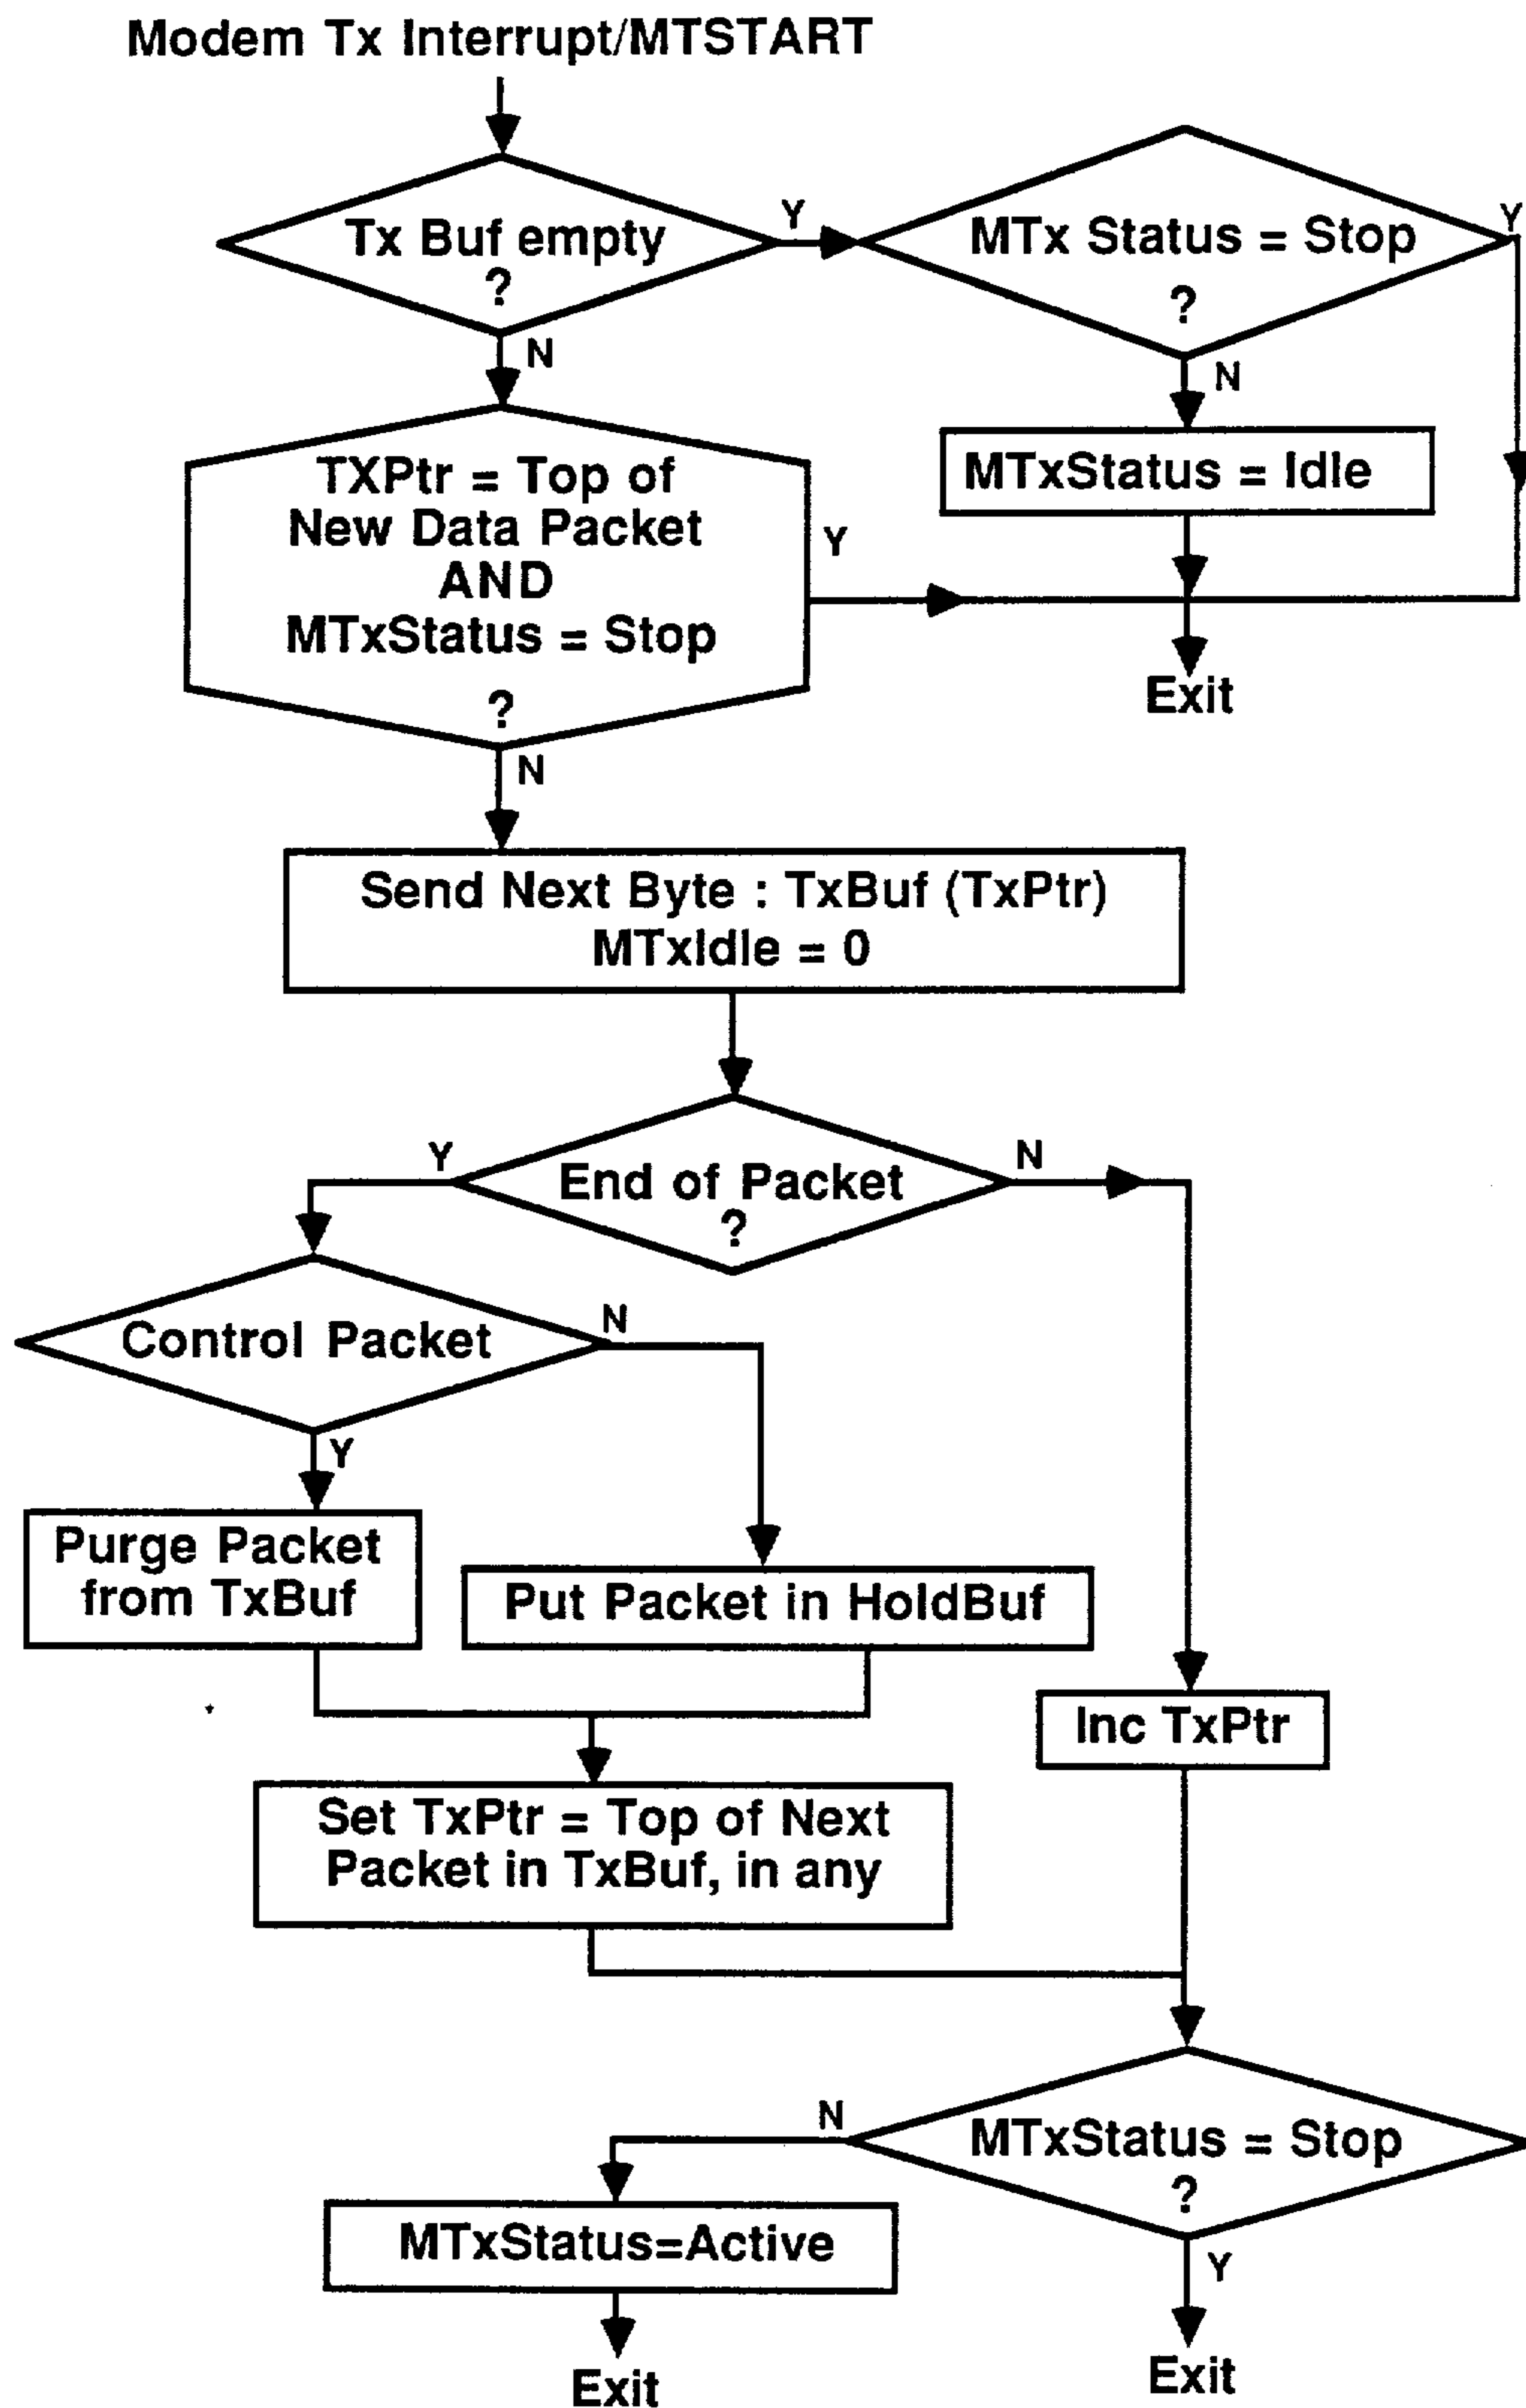 Modem Tx Interrupt/MTSTART
Tx Buf empty
?
Y
MTx Status = Stop
?
Y
N
N
MTxStatus = Idle
TXPtr = Top of
New Data Packet
AND
MTxStatus = Stop
?
Y
Exit
N
Send Next Byte : TxBuf (TxPtr)
MTxIdle = 0
Y
End of Packet
?
N
Control Packet
N
Y
Purge Packet
from TxBuf
Put Packet in HoldBuf
Inc TxPtr
Set TxPtr = Top of Next
Packet in TxBuf, in any
N
MTxStatus = Stop
?
MTxStatus=Active
Y
Exit
Exit